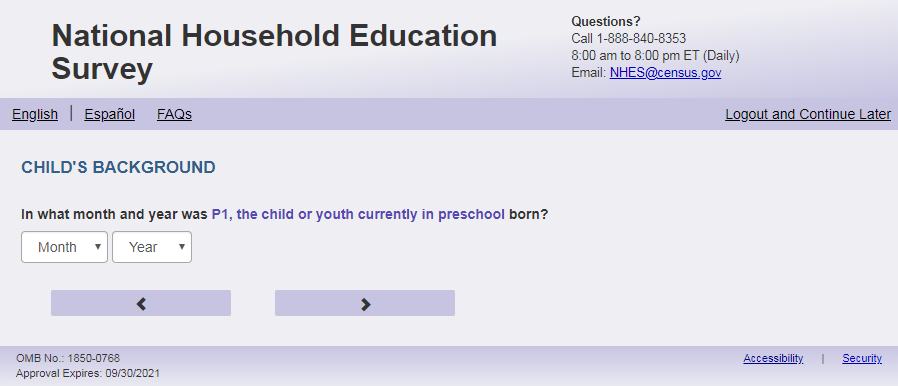 National Household Education
Survey
Questions?
Call 1-888-840-8353
8:00 am to 8:00 pm ET (Daily)
Email: NHES@census.gov
English | Español FAQs
Logout and Continue Later
CHILD'S BACKGROUND
In what month and year was P1, the child or youth currently in preschool born?
Month Year
OMB No.: 1850-0768
Approval Expires: 09/30/2021
Accessibility | Security